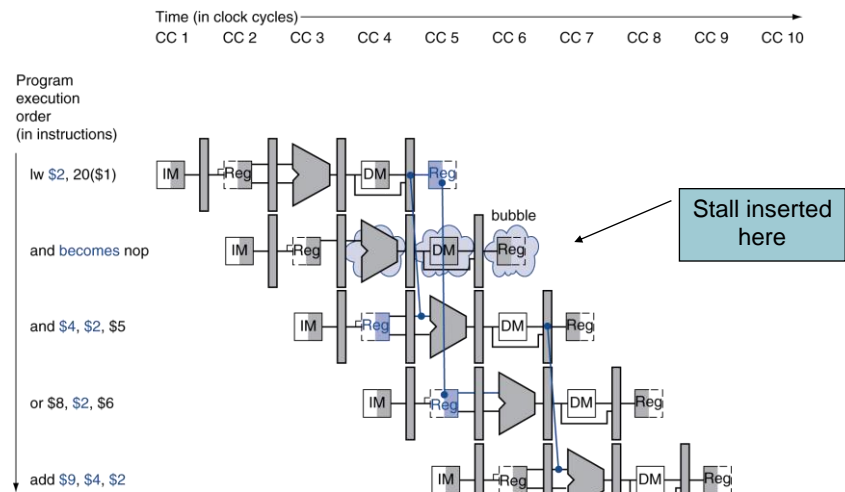 Time (in clock cycles)
CC 1 CC 2 CC 3 CC 4 CC 5 CC 6 CC 7 CC 8 CC 9 CC 10
Program
execution
order
(in instructions)
lw $2, 20($1)
IM Reg DM Reg
bubble
Stall inserted
here
and becomes nop
IM Reg DM Reg
and $4, $2, $5
IM Reg DM Reg
or $8, $2, $6
IM Reg DM Reg
add $9, $4, $2
IM Reg DM Reg